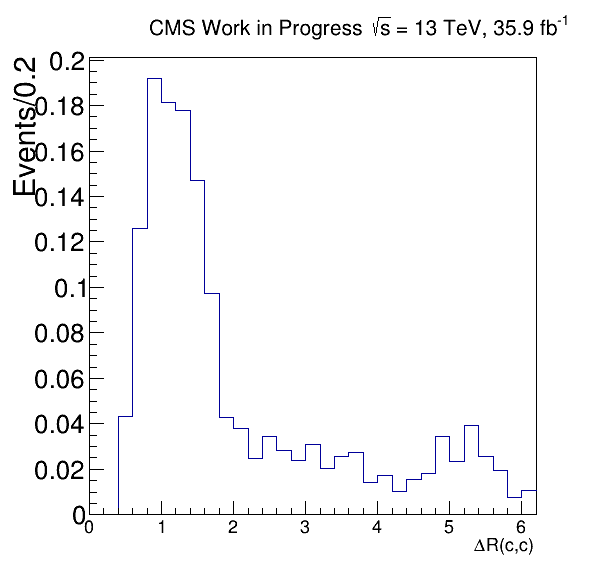 CMS Work in Progress √s = 13 TeV, 35.9 fb⁻¹
Events/0.2
0.2
0.18
0.16
0.14
0.12
0.1
0.08
0.06
0.04
0.02
0
0 1 2 3 4 5 6
ΔR(c,c)